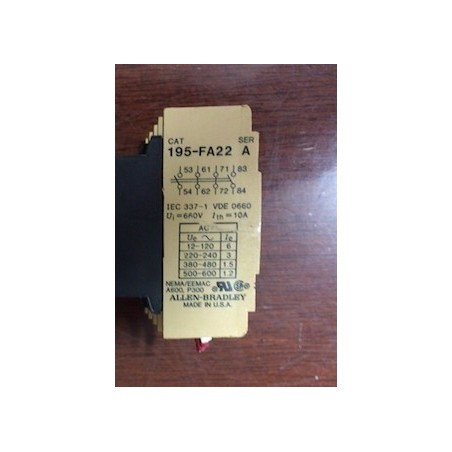 CAT SER
195-FA22 A
53 61 71 83
54 62 72 84
IEC 337-1 VDE 0660
Ui=660V Ith=10A
AC
Ue ~ Ie
12-120 6
220-240 3
380-480 1.5
500-600 1.2
NEMA/EEMAC
A600, P300
ALLEN-BRADLEY
MADE IN U.S.A.